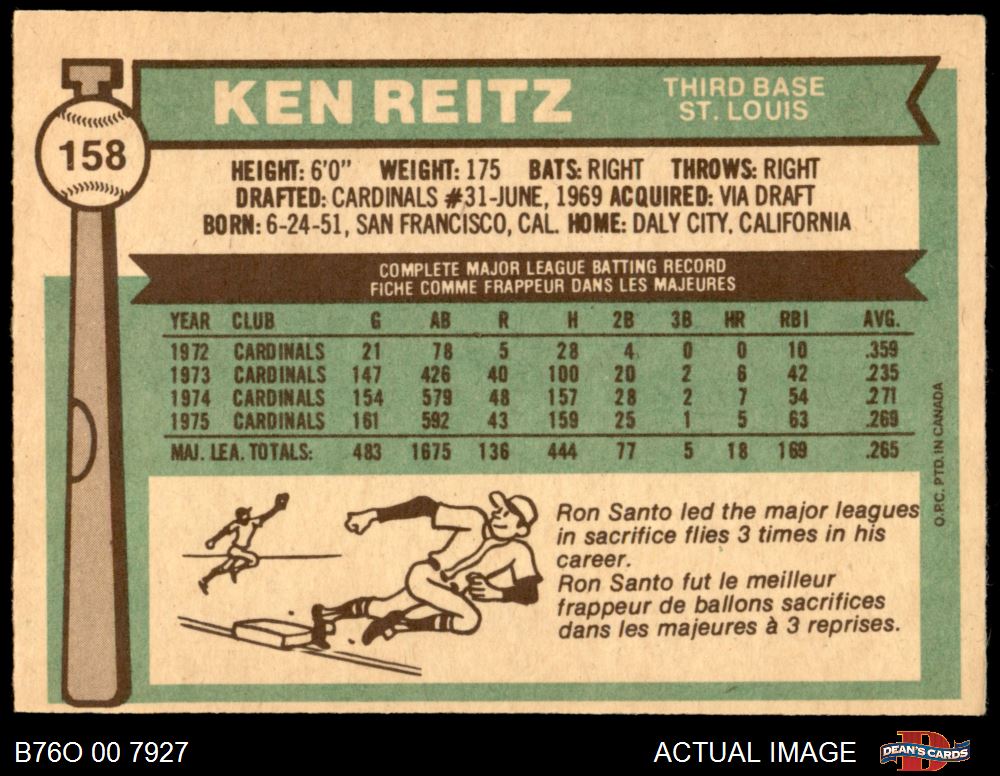 KEN REITZ
THIRD BASE
ST. LOUIS
158
HEIGHT: 6'0" WEIGHT: 175 BATS: RIGHT THROWS: RIGHT
DRAFTED: CARDINALS #31-JUNE, 1969 ACQUIRED: VIA DRAFT
BORN: 6-24-51, SAN FRANCISCO, CAL. HOME: DALY CITY, CALIFORNIA
COMPLETE MAJOR LEAGUE BATTING RECORD
FICHE COMME FRAPPEUR DANS LES MAJEURES
YEAR CLUB G AB R H 2B 3B HR RBI AVG.
1972 CARDINALS 21 78 5 28 4 0 0 10 .359
1973 CARDINALS 147 426 40 100 20 2 6 42 .235
1974 CARDINALS 154 579 48 157 28 2 7 54 .271
1975 CARDINALS 161 592 43 159 25 1 5 63 .269
MAJ. LEA. TOTALS: 483 1675 136 444 77 5 18 169 .265
O.P.C. PTD. IN CANADA
Ron Santo led the major leagues
in sacrifice flies 3 times in his
career.
Ron Santo fut le meilleur
frappeur de ballons sacrifices
dans les majeures à 3 reprises.
B76O 00 7927
ACTUAL IMAGE
DEAN'S CARDS